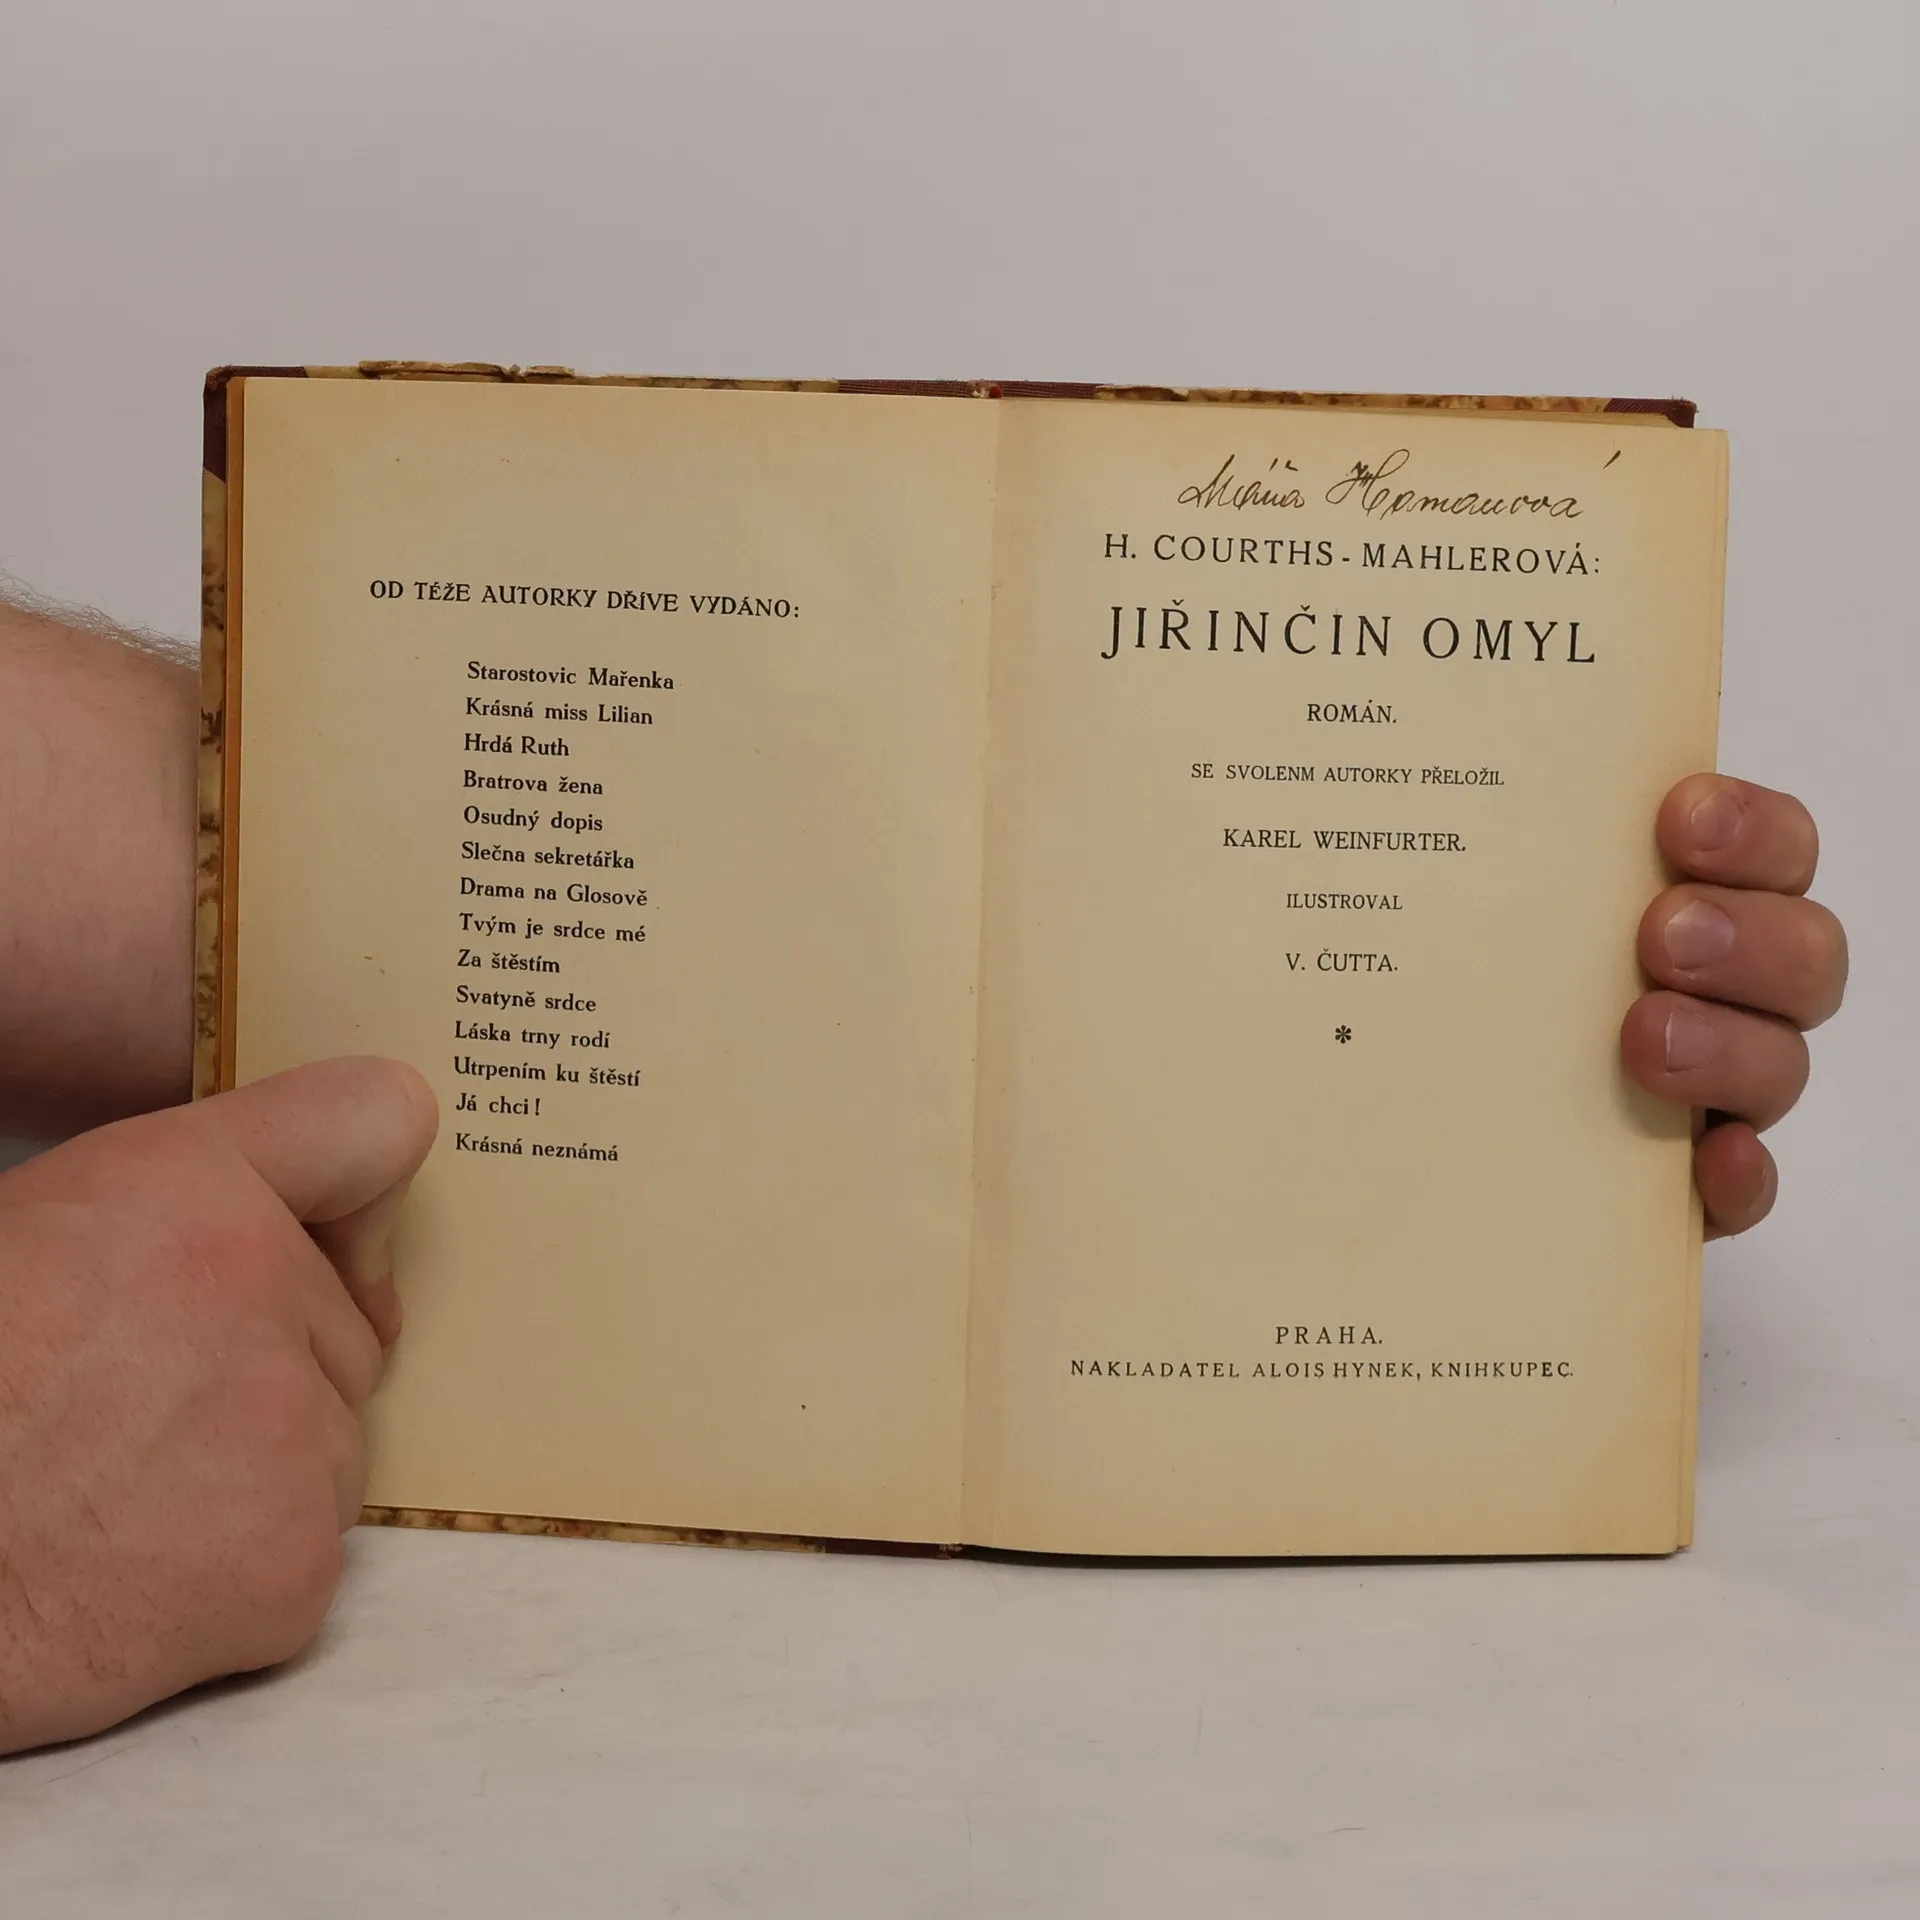 OD TÉŽE AUTORKY DŘÍVE VYDÁNO:
Starostovic Mařenka
Krásná miss Lilian
Hrdá Ruth
Bratrova žena
Osudný dopis
Slečna sekretářka
Drama na Glosově
Tvým je srdce mé
Za štěstím
Svatyně srdce
Láska trny rodí
Utrpením ku štěstí
Já chci!
Krásná neznámá
Máňa Homanová
H. COURTHS-MAHLEROVÁ:
JIŘINČIN OMYL
ROMÁN.
SE SVOLENM AUTORKY PŘELOŽIL
KAREL WEINFURTER.
ILUSTROVAL
V. ČUTTA.
*
PRAHA.
NAKLADATEL ALOIS HYNEK, KNIHKUPEC.